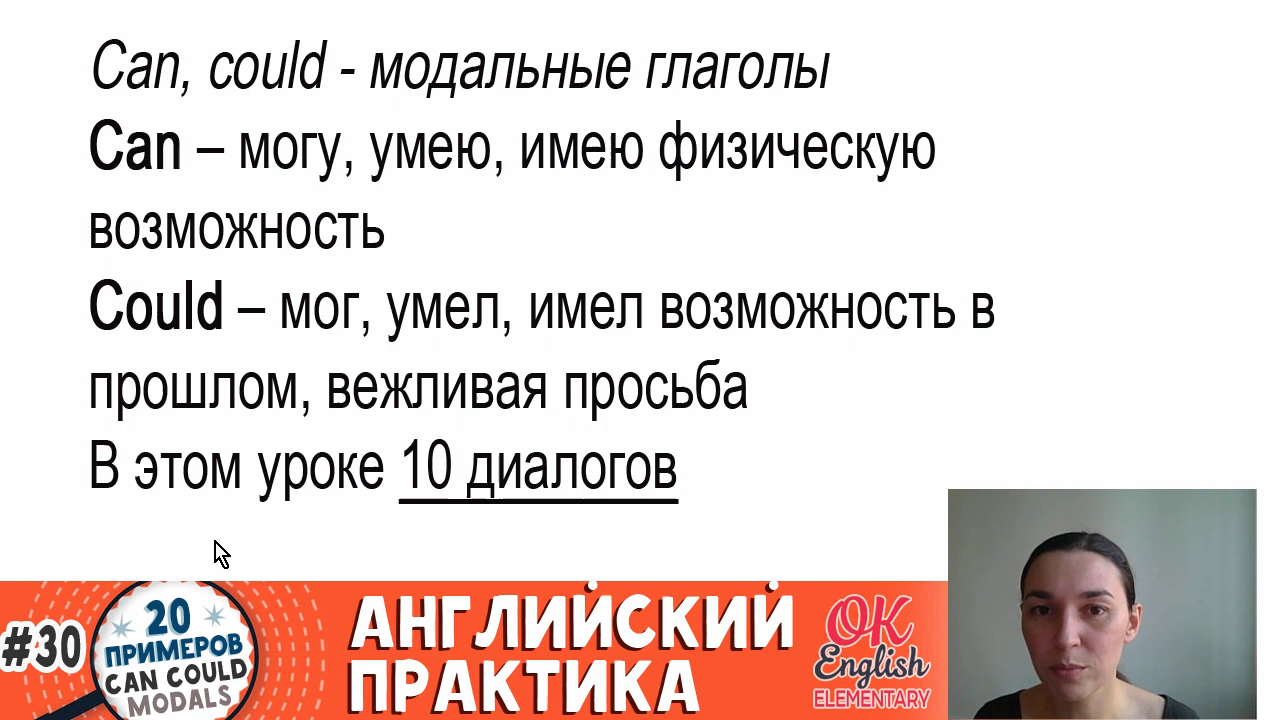 Can, could - модальные глаголы
Can – могу, умею, имею физическую
возможность
Could – мог, умел, имел возможность в
прошлом, вежливая просьба
В этом уроке 10 диалогов
#30
20
ПРИМЕРОВ
CAN COULD
MODALS
АНГЛИЙСКИЙ
ПРАКТИКА
OK
English
ELEMENTARY